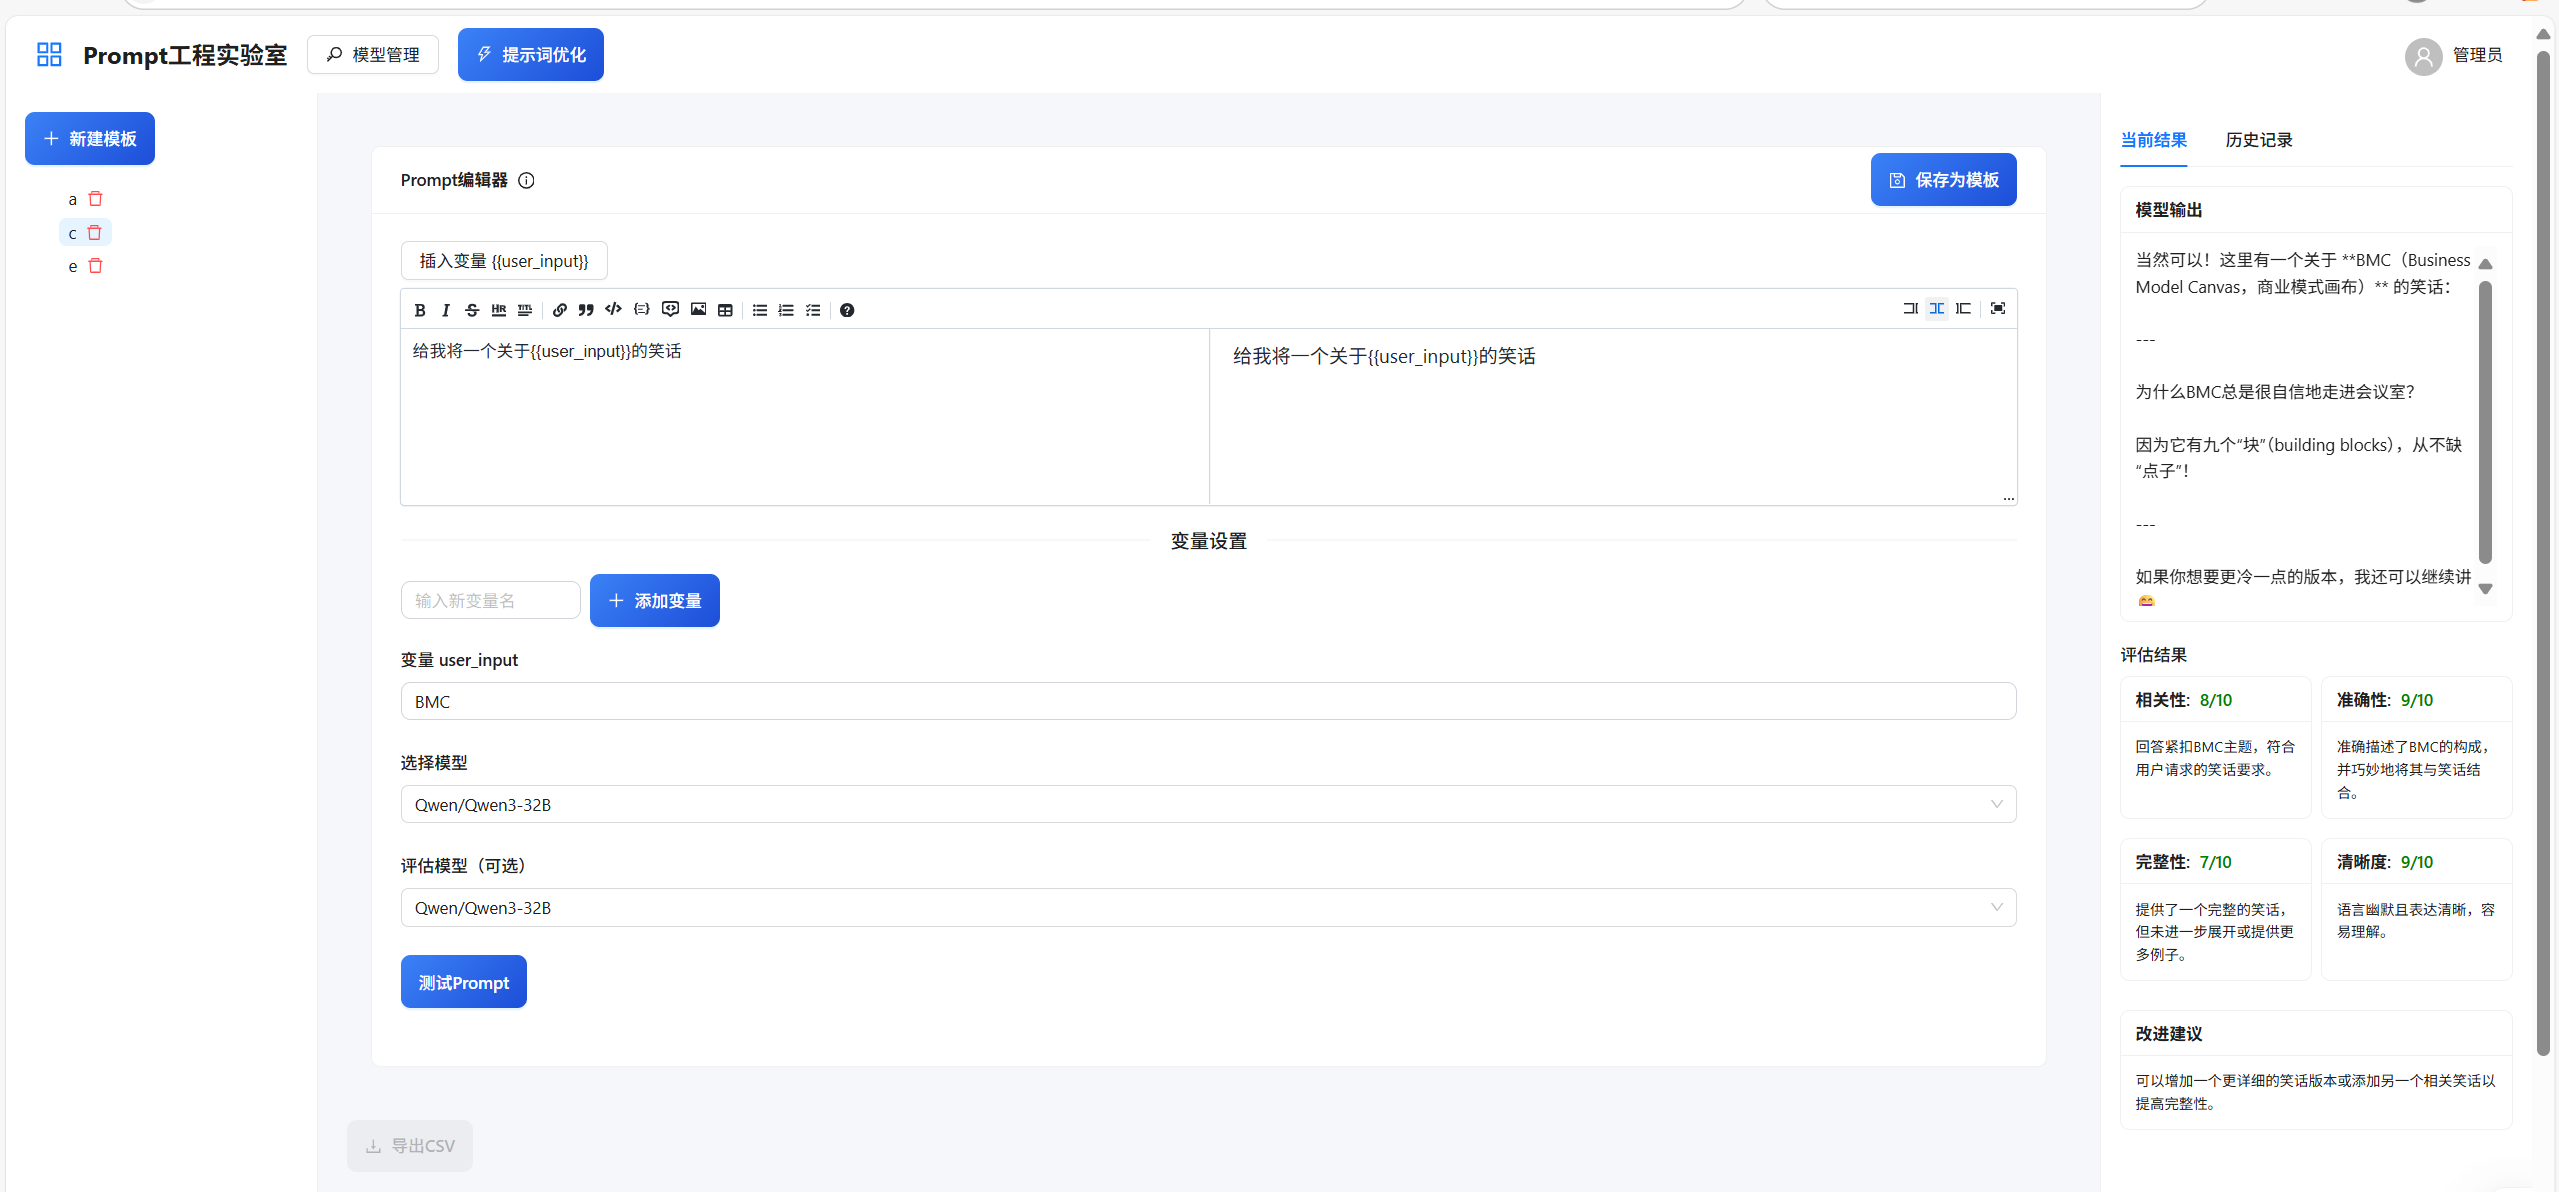 Prompt工程实验室
模型管理
提示词优化
管理员
新建模板
a
c
e
Prompt编辑器
保存为模板
插入变量 {{user_input}}
给我将一个关于{{user_input}}的笑话
给我将一个关于{{user_input}}的笑话
变量设置
输入新变量名
添加变量
变量 user_input
BMC
选择模型
Qwen/Qwen3-32B
评估模型（可选）
Qwen/Qwen3-32B
测试Prompt
导出CSV
当前结果
历史记录
模型输出
当然可以！这里有一个关于 **BMC（Business
Model Canvas，商业模式画布）** 的笑话：
---
为什么BMC总是很自信地走进会议室？
因为它有九个“块”（building blocks），从不缺
“点子”！
---
如果你想要更冷一点的版本，我还可以继续讲
😄
评估结果
相关性: 8/10
回答紧扣BMC主题，符合
用户请求的笑话要求。
准确性: 9/10
准确描述了BMC的构成，
并巧妙地将其与笑话结
合。
完整性: 7/10
提供了一个完整的笑话，
但未进一步展开或提供更
多例子。
清晰度: 9/10
语言幽默且表达清晰，容
易理解。
改进建议
可以增加一个更详细的笑话版本或添加另一个相关笑话以
提高完整性。